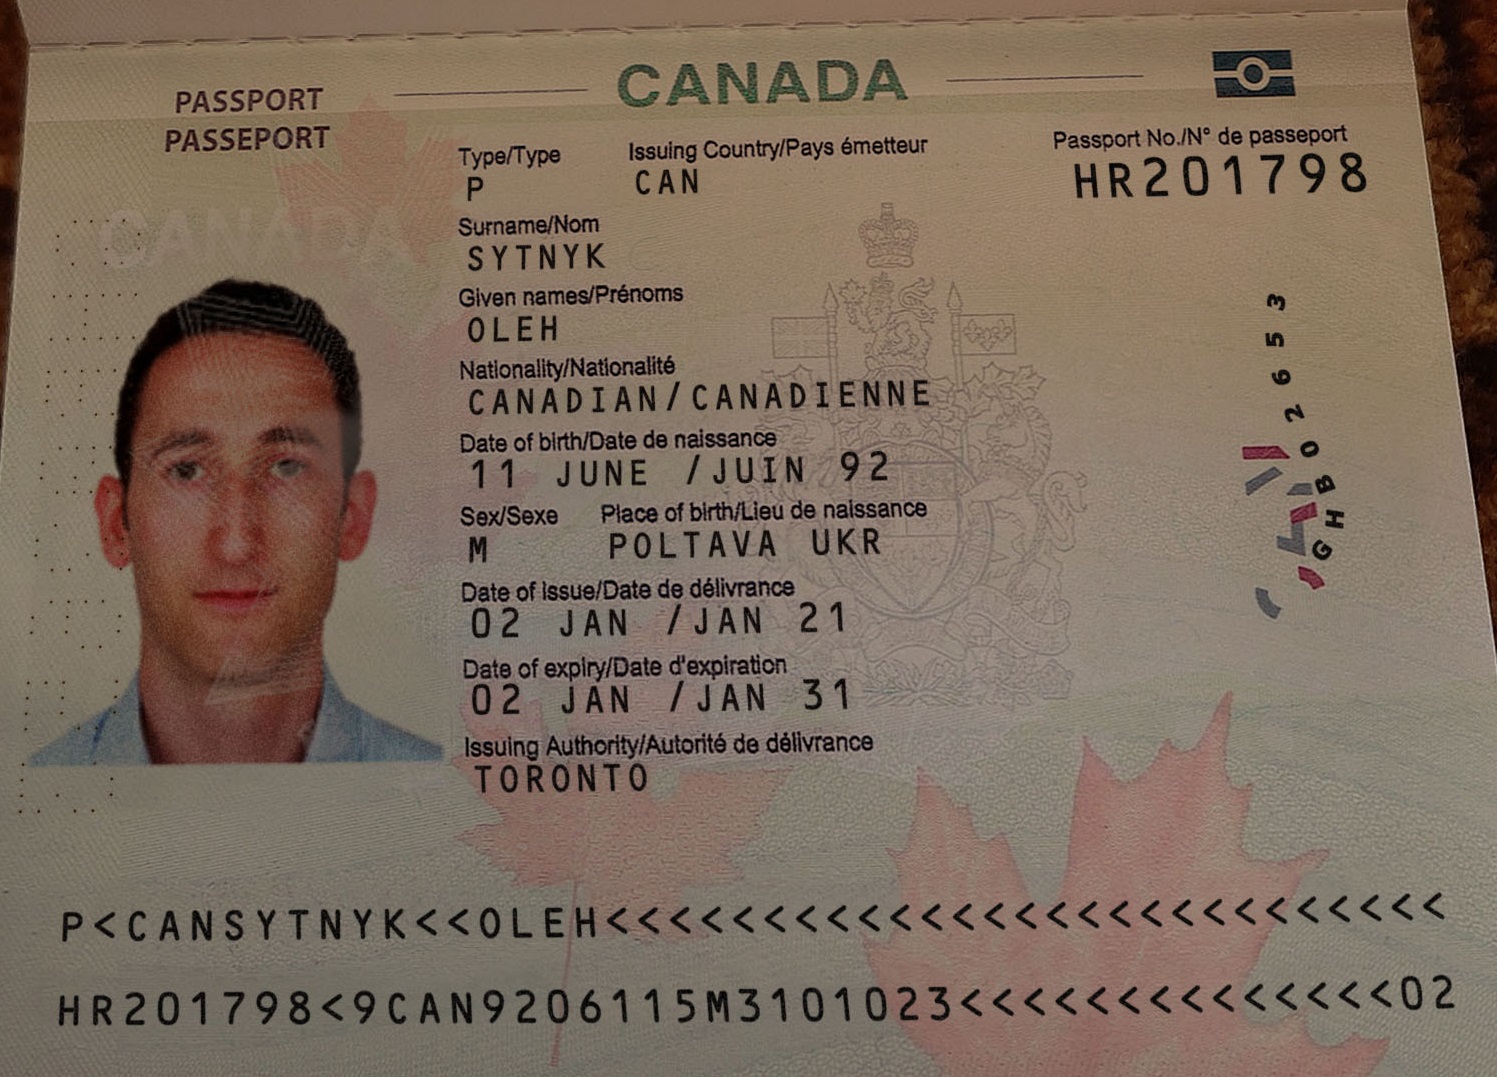 CANADA
PASSPORT
PASSEPORT
Type/Type Issuing Country/Pays émetteur Passport No./N° de passeport
P CAN HR201798
Surname/Nom
SYTNYK
Given names/Prénoms
OLEH
Nationality/Nationalité
CANADIAN/CANADIENNE
Date of birth/Date de naissance
11 JUNE /JUIN 92
Sex/Sexe Place of birth/Lieu de naissance
M POLTAVA UKR
Date of issue/Date de délivrance
02 JAN /JAN 21
Date of expiry/Date d'expiration
02 JAN /JAN 31
Issuing Authority/Autorité de délivrance
TORONTO
CANADA
GHB02653
P<CANSYTNYK<<OLEH<<<<<<<<<<<<<<<<<<<<<<<<<<<
HR201798<9CAN9206115M3101023<<<<<<<<<<<<<<02